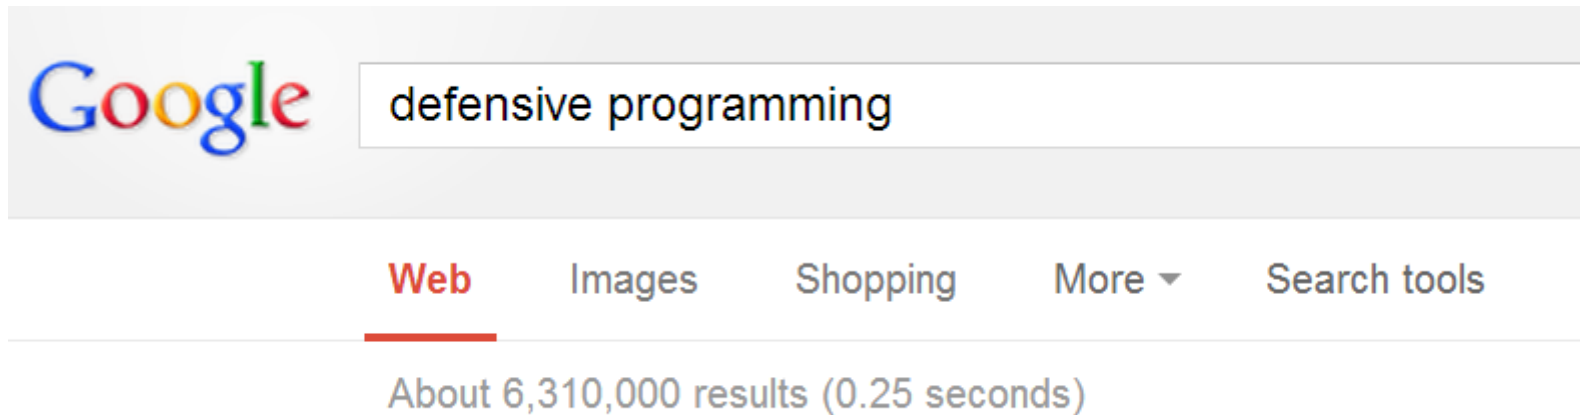 Google defensive programming
Web Images Shopping More Search tools
About 6,310,000 results (0.25 seconds)